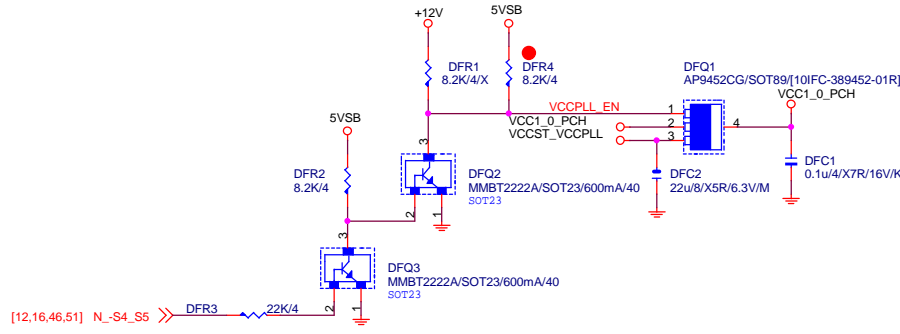 +12V
5VSB
DFR1
8.2K/4/X
DFR4
8.2K/4
DFQ1
AP9452CG/SOT89/[10IFC-389452-01R]
VCC1_0_PCH
VCCPLL_EN
1
VCC1_0_PCH
2
4
VCCST_VCCPLL
3
5VSB
3
DFC1
0.1u/4/X7R/16V/K
DFR2
8.2K/4
DFQ2
MMBT2222A/SOT23/600mA/40
SOT23
DFC2
22u/8/X5R/6.3V/M
2
1
3
DFQ3
MMBT2222A/SOT23/600mA/40
SOT23
[12,16,46,51] N_-S4_S5
DFR3
22K/4
2
1